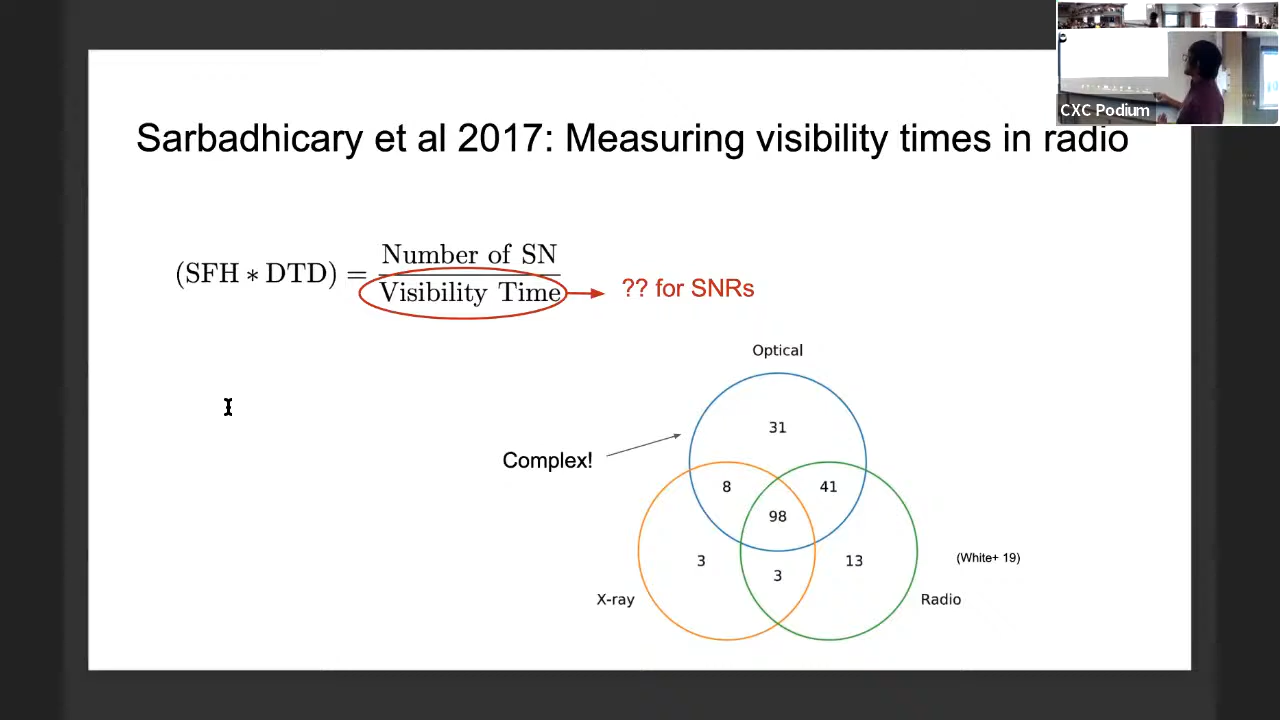 CXC Podium
Sarbadhicary et al 2017: Measuring visibility times in radio
(SFH ∗ DTD) = Number of SN
Visibility Time
?? for SNRs
Optical
31
Complex!
8
41
98
3
13
3
(White+ 19)
X-ray
Radio